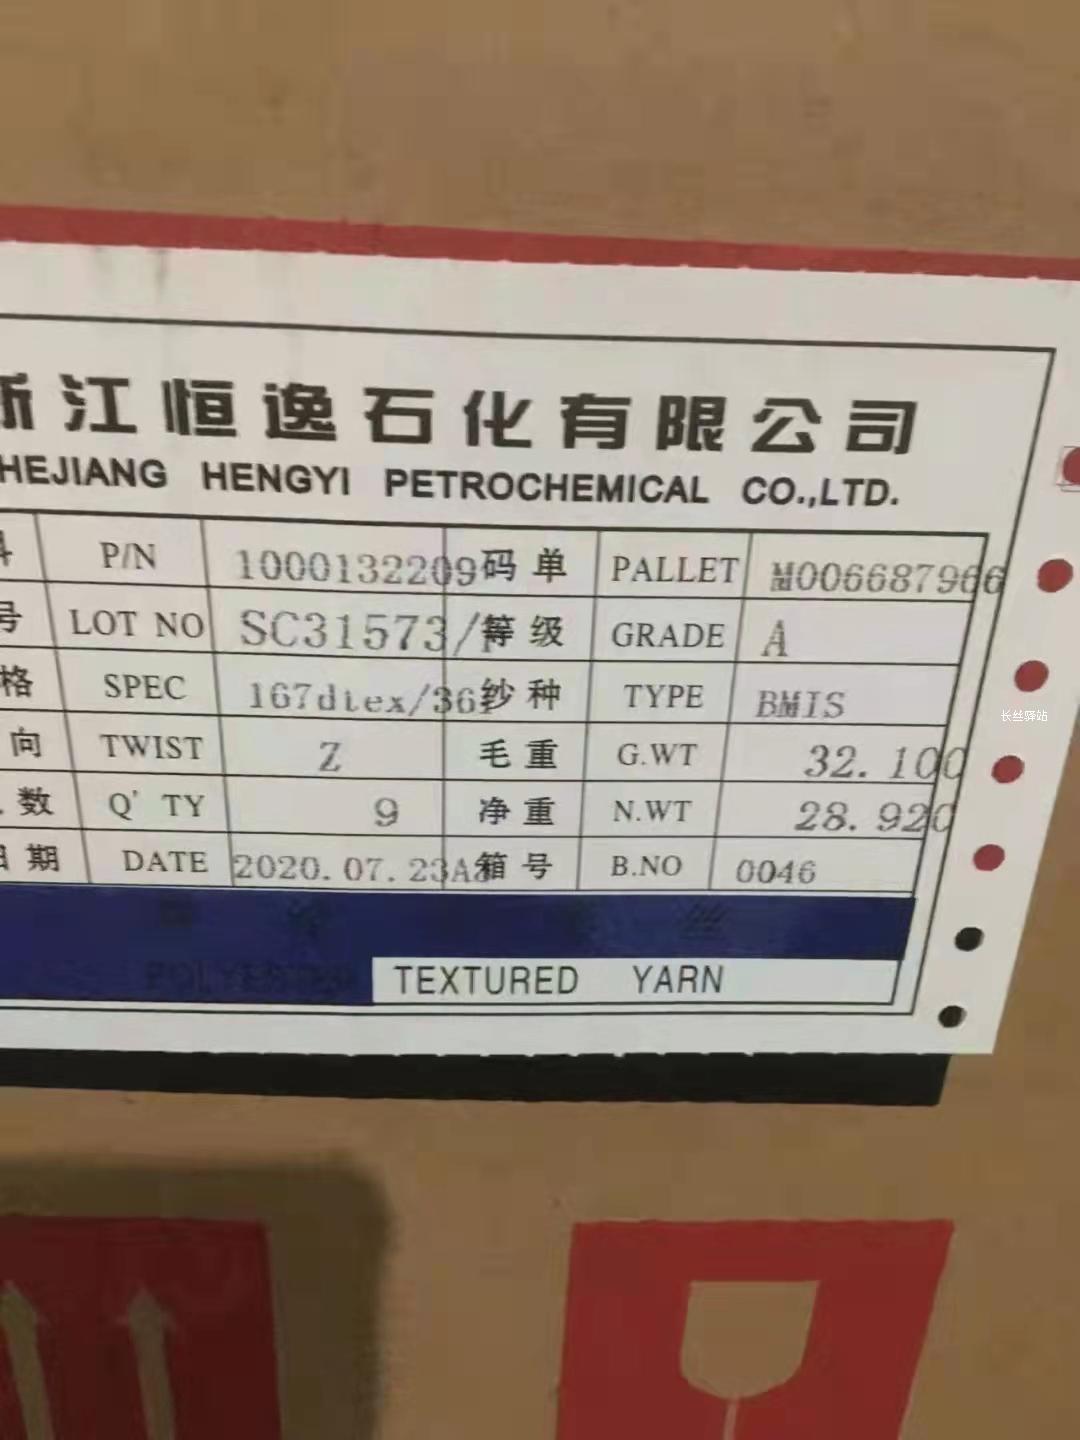 浙江恒逸石化有限公司
HEJIANG HENGYI PETROCHEMICAL CO.,LTD.
P/N 1000132209 码单 PALLET M006687966
号 LOT NO SC31573/ 等级 GRADE A
格 SPEC 167dtex/36 纱种 TYPE BMIS
向 TWIST Z 毛重 G.WT 32.100
数 Q'TY 9 净重 N.WT 28.920
日期 DATE 2020.07.23A 箱号 B.NO 0046
丝
TEXTURED YARN
长丝驿站